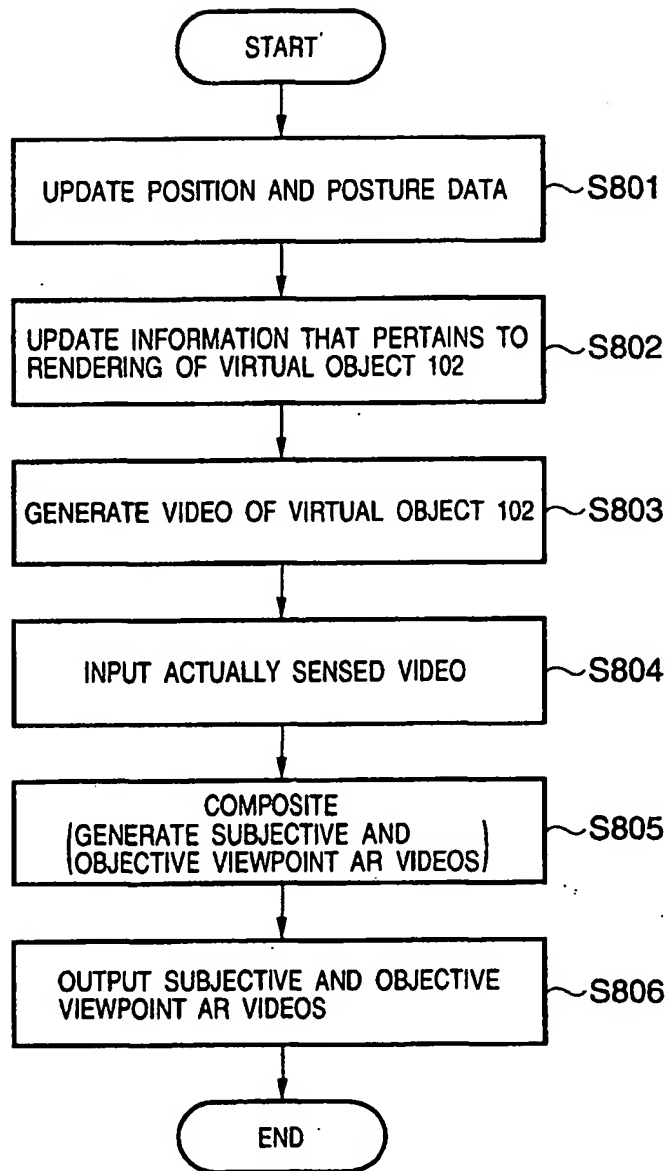 START
UPDATE POSITION AND POSTURE DATA
S801
UPDATE INFORMATION THAT PERTAINS TO
RENDERING OF VIRTUAL OBJECT 102
S802
GENERATE VIDEO OF VIRTUAL OBJECT 102
S803
INPUT ACTUALLY SENSED VIDEO
S804
COMPOSITE
(GENERATE SUBJECTIVE AND
OBJECTIVE VIEWPOINT AR VIDEOS)
S805
OUTPUT SUBJECTIVE AND OBJECTIVE
VIEWPOINT AR VIDEOS
S806
END